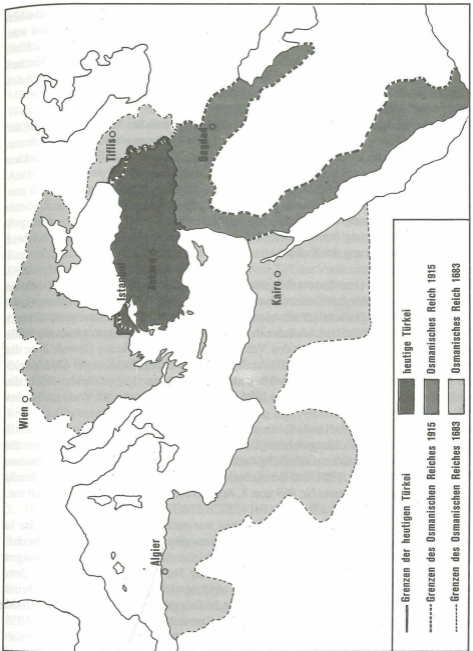 Wien
Tiflis
Istanbul
Ankara
Bagdad
Algier
Kairo
Grenzen der heutigen Türkei
heutige Türkei
Grenzen des Osmanischen Reiches 1915
Osmanisches Reich 1915
Grenzen des Osmanischen Reiches 1683
Osmanisches Reich 1683